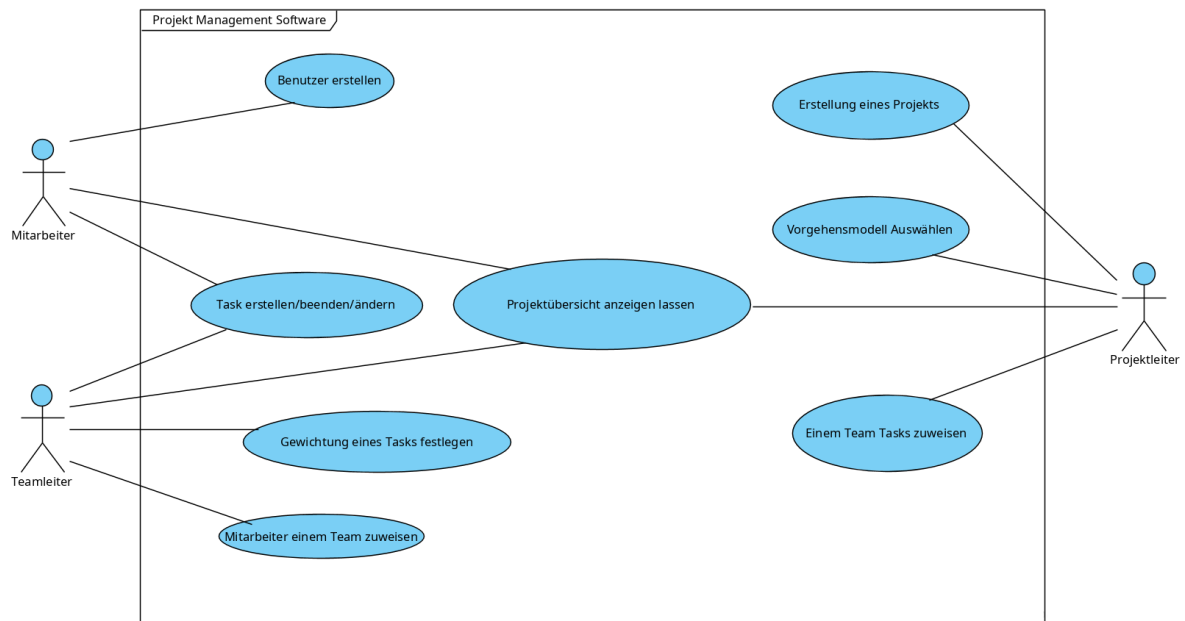 Projekt Management Software
Benutzer erstellen
Erstellung eines Projekts
Mitarbeiter
Vorgehensmodell Auswählen
Task erstellen/beenden/ändern
Projektübersicht anzeigen lassen
Projektleiter
Einem Team Tasks zuweisen
Gewichtung eines Tasks festlegen
Teamleiter
Mitarbeiter einem Team zuweisen